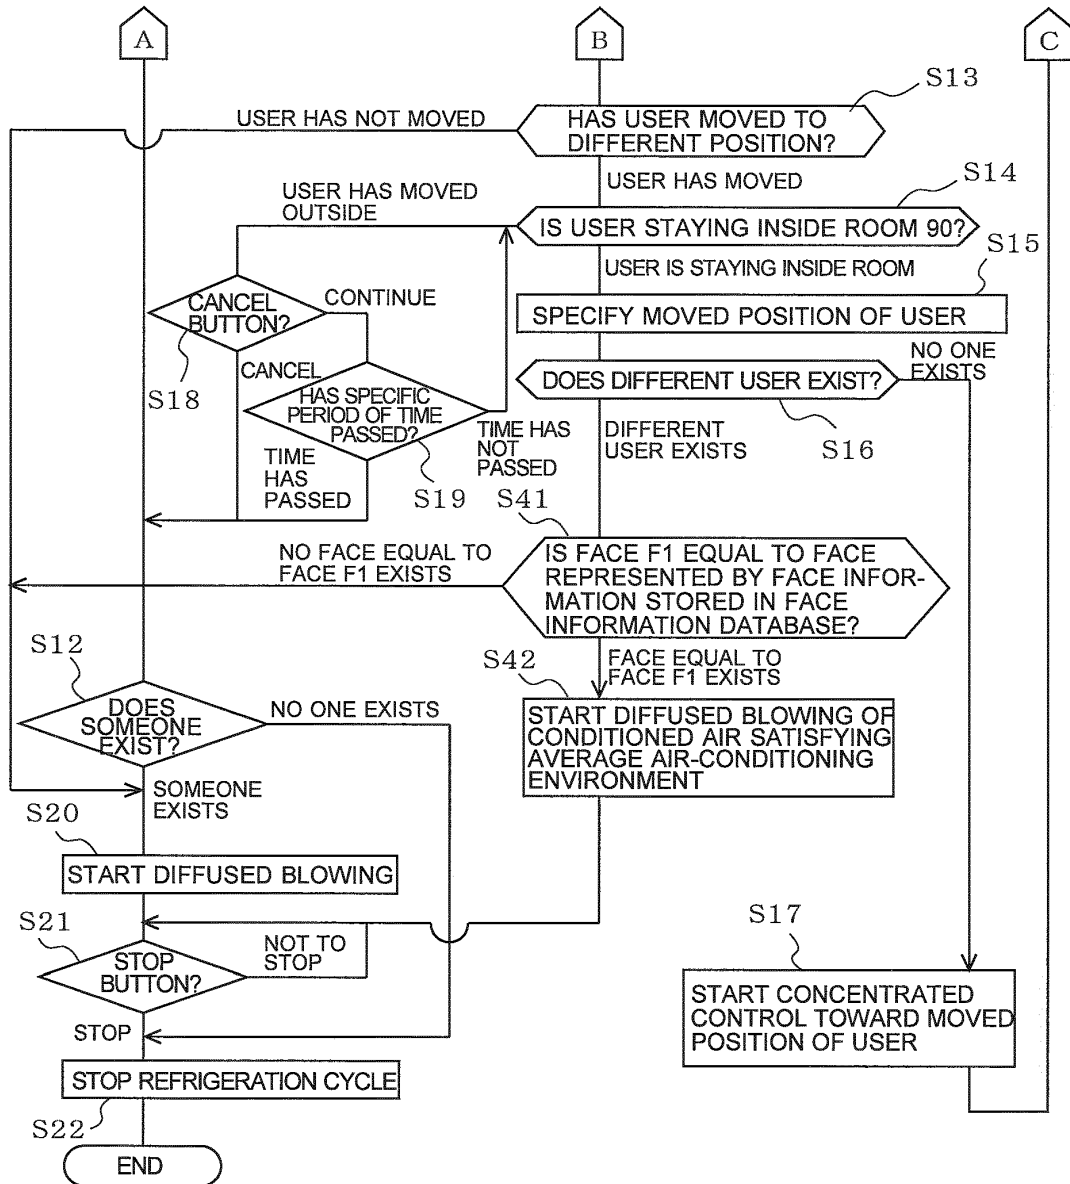 A
B
C
S13
USER HAS NOT MOVED
HAS USER MOVED TO
DIFFERENT POSITION?
USER HAS MOVED
S14
USER HAS MOVED
OUTSIDE
IS USER STAYING INSIDE ROOM 90?
S15
USER IS STAYING INSIDE ROOM
CANCEL
BUTTON?
CONTINUE
SPECIFY MOVED POSITION OF USER
S18
CANCEL
NO ONE
EXISTS
DOES DIFFERENT USER EXIST?
HAS SPECIFIC
PERIOD OF TIME
PASSED?
TIME HAS
NOT
PASSED
DIFFERENT
USER EXISTS
S16
TIME
HAS
PASSED
S19
S41
NO FACE EQUAL TO
FACE F1 EXISTS
IS FACE F1 EQUAL TO FACE
REPRESENTED BY FACE INFOR-
MATION STORED IN FACE
INFORMATION DATABASE?
S12
S42
FACE EQUAL TO
FACE F1 EXISTS
DOES
SOMEONE
EXIST?
NO ONE EXISTS
START DIFFUSED BLOWING OF
CONDITIONED AIR SATISFYING
AVERAGE AIR-CONDITIONING
ENVIRONMENT
SOMEONE
EXISTS
S20
START DIFFUSED BLOWING
S21
STOP
BUTTON?
NOT TO
STOP
S17
START CONCENTRATED
CONTROL TOWARD MOVED
POSITION OF USER
STOP
STOP REFRIGERATION CYCLE
S22
END